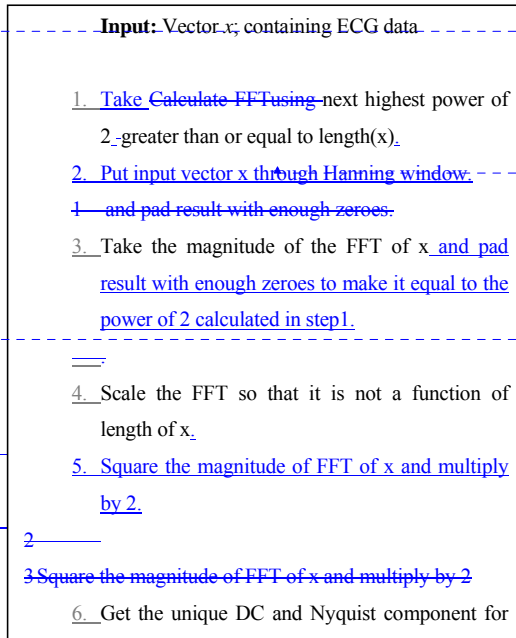 Input: Vector x; containing ECG data
1. Take Calculate FFTusing next highest power of
2 -greater than or equal to length(x).
2. Put input vector x through Hanning window.
1 and pad result with enough zeroes.
3. Take the magnitude of the FFT of x and pad
result with enough zeroes to make it equal to the
power of 2 calculated in step1.
.
4. Scale the FFT so that it is not a function of
length of x.
5. Square the magnitude of FFT of x and multiply
by 2.
2
3 Square the magnitude of FFT of x and multiply by 2
6. Get the unique DC and Nyquist component for